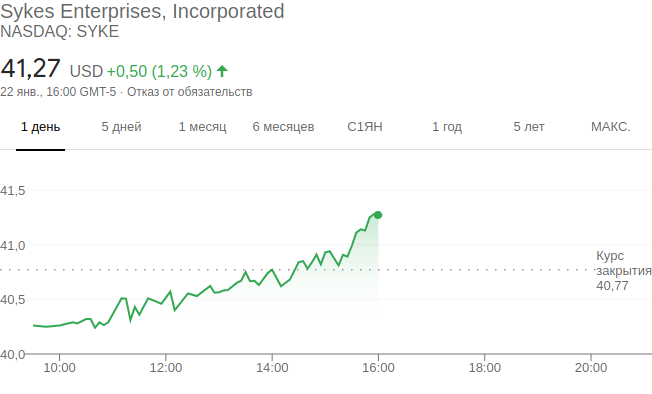 Sykes Enterprises, Incorporated
NASDAQ: SYKE
41,27 USD +0,50 (1,23 %)
22 янв., 16:00 GMT-5 · Отказ от обязательств
1 день 5 дней 1 месяц 6 месяцев С1ЯН 1 год 5 лет МАКС.
41,5
41,0
Курс
закрытия
40,77
40,5
40,0
10:00 12:00 14:00 16:00 18:00 20:00